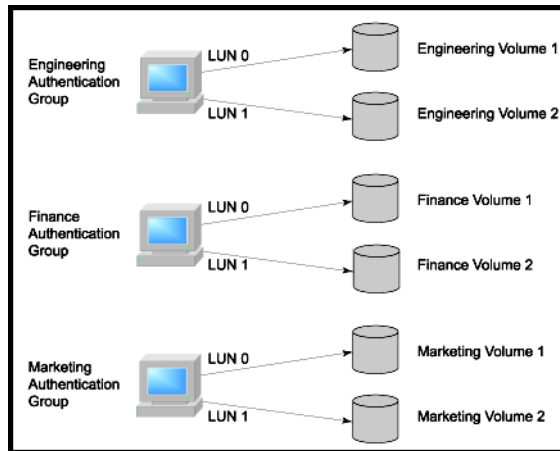 LUN 0
Engineering Volume 1
Engineering
Authentication
Group
LUN 1
Engineering Volume 2
LUN 0
Finance Volume 1
Finance
Authentication
Group
LUN 1
Finance Volume 2
LUN 0
Marketing Volume 1
Marketing
Authentication
Group
LUN 1
Marketing Volume 2